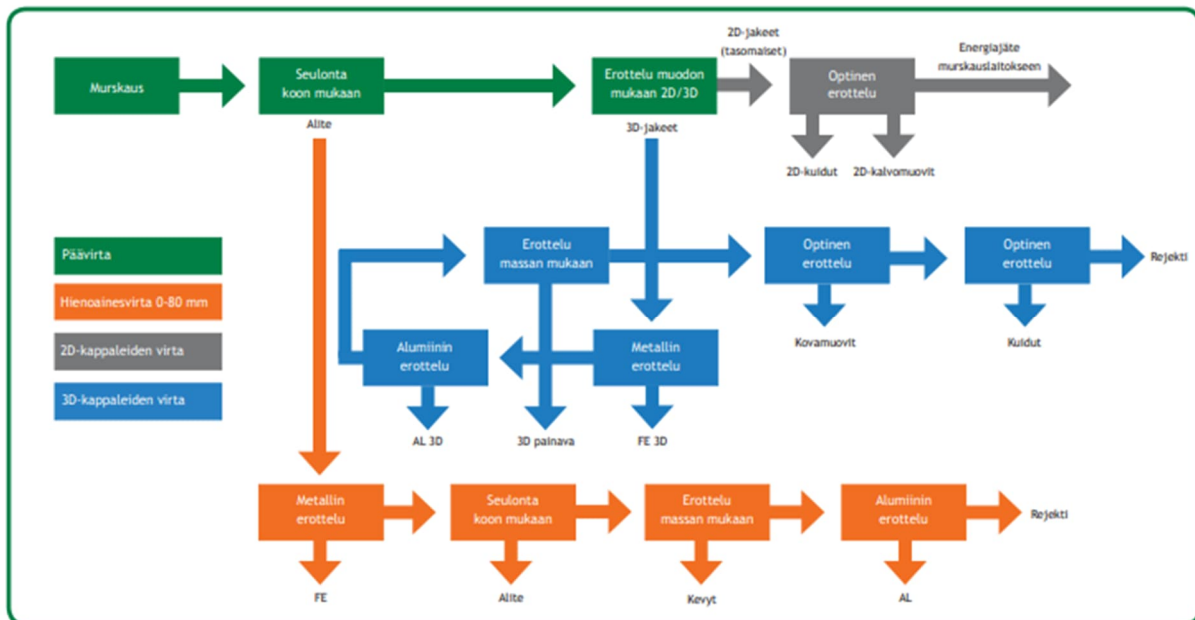 Murskaus
Seulonta
koon mukaan
Alite
Erottelu muodon
mukaan 2D/3D
3D-jakeet
2D-jakeet
(tasomaiset)
Optinen
erottelu
Energiajäte
murskauslaitokseen
2D-kuidut
2D-kalvomuovit
Päävirta
Hienoainesvirta 0-80 mm
2D-kappaleiden virta
3D-kappaleiden virta
Erottelu
massan mukaan
Optinen
erottelu
Optinen
erottelu
Rejekti
Kovamuovit
Kuidut
Alumiinin
erottelu
Metallin
erottelu
AL 3D
3D painava
FE 3D
Metallin
erottelu
Seulonta
koon mukaan
Erottelu
massan mukaan
Alumiinin
erottelu
Rejekti
FE
Alite
Kevyt
AL